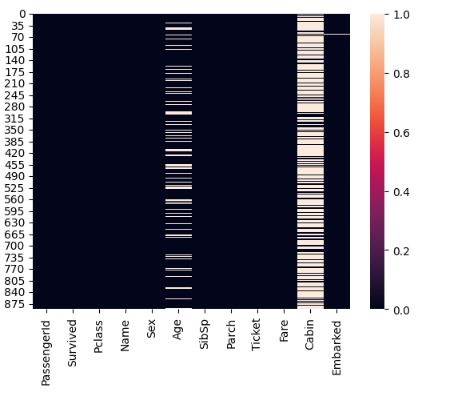 0
35
70
105
140
175
210
245
280
315
350
385
420
455
490
525
560
595
630
665
700
735
770
805
840
875
PassengerId
Survived
Pclass
Name
Sex
Age
SibSp
Parch
Ticket
Fare
Cabin
Embarked
1.0
0.8
0.6
0.4
0.2
0.0